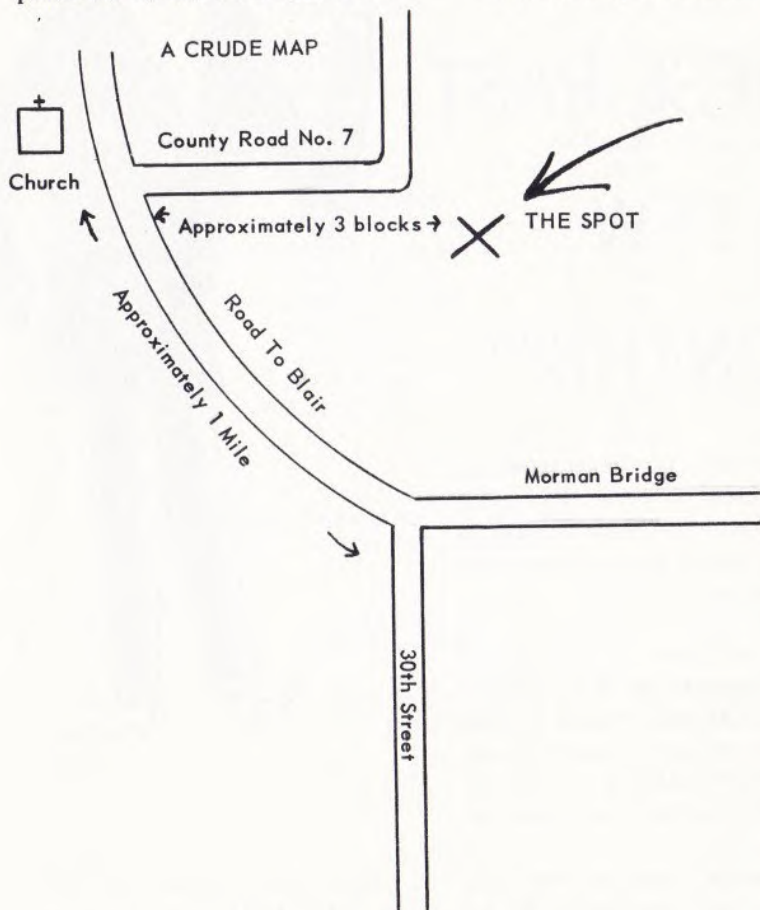 A CRUDE MAP
County Road No. 7
Church
Approximately 3 blocks
THE SPOT
Road To Blair
Approximately 1 Mile
Morman Bridge
30th Street